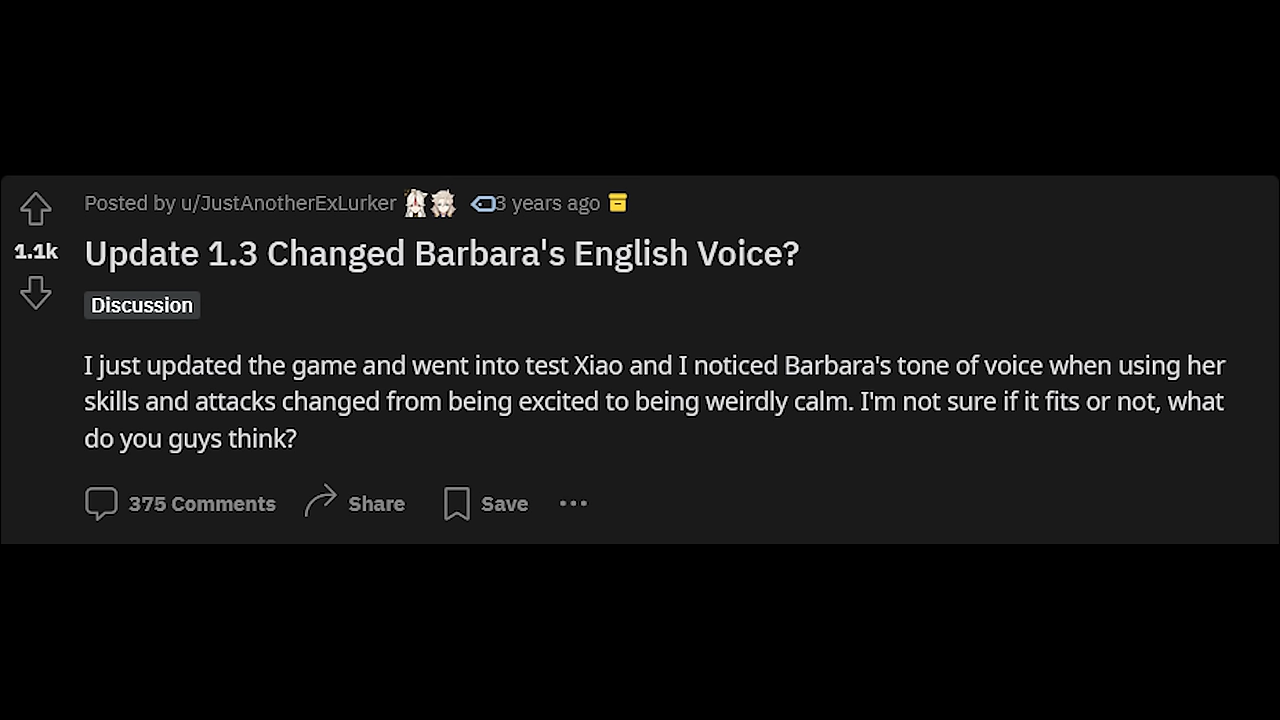 Posted by u/JustAnotherExLurker 3 years ago
1.1k
Update 1.3 Changed Barbara's English Voice?
Discussion
I just updated the game and went into test Xiao and I noticed Barbara's tone of voice when using her
skills and attacks changed from being excited to being weirdly calm. I'm not sure if it fits or not, what
do you guys think?
375 Comments Share Save